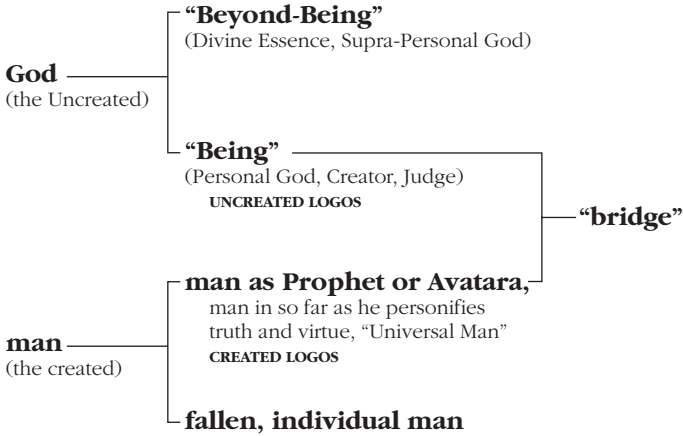 “Beyond-Being”
(Divine Essence, Supra-Personal God)
God
(the Uncreated)
“Being”
(Personal God, Creator, Judge)
UNCREATED LOGOS
“bridge”
man as Prophet or Avatara,
man in so far as he personifies
truth and virtue, “Universal Man”
CREATED LOGOS
man
(the created)
fallen, individual man